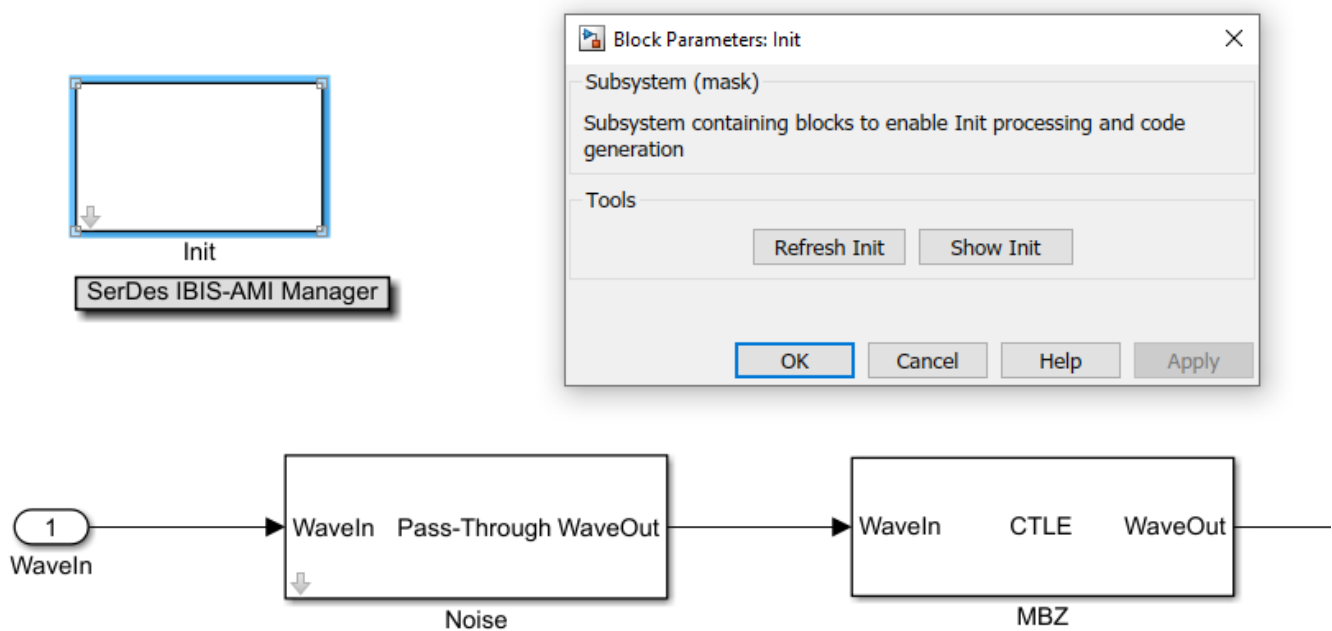 Block Parameters: Init
Subsystem (mask)
Subsystem containing blocks to enable Init processing and code
generation
Tools
Refresh Init Show Init
OK Cancel Help Apply
Init
SerDes IBIS-AMI Manager
1
WaveIn
WaveIn Pass-Through WaveOut
Noise
WaveIn CTLE WaveOut
MBZ